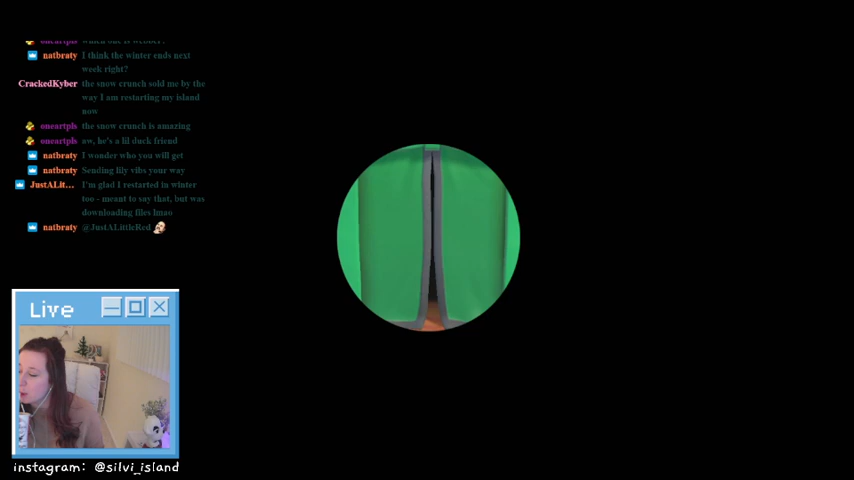 natbraty I think the winter ends next
week right?
CrackedKyber the snow crunch sold me by the
way I am restarting my island
now
oneartpls the snow crunch is amazing
oneartpls aw, he's a lil duck friend
natbraty I wonder who you will get
natbraty Sending lily vibs your way
JustALit... I'm glad I restarted in winter
too - meant to say that, but was
downloading files lmao
natbraty @JustALittleRed
Live
instagram: @silvi_island